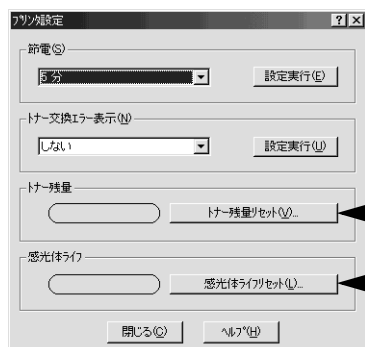 プリンタ設定
節電(S)
5 分
設定実行(E)
トナー交換エラー表示(N)
しない
設定実行(U)
トナー残量
トナー残量リセット(V)...
感光体ライフ
感光体ライフリセット(L)...
閉じる(C)
ヘルプ(H)